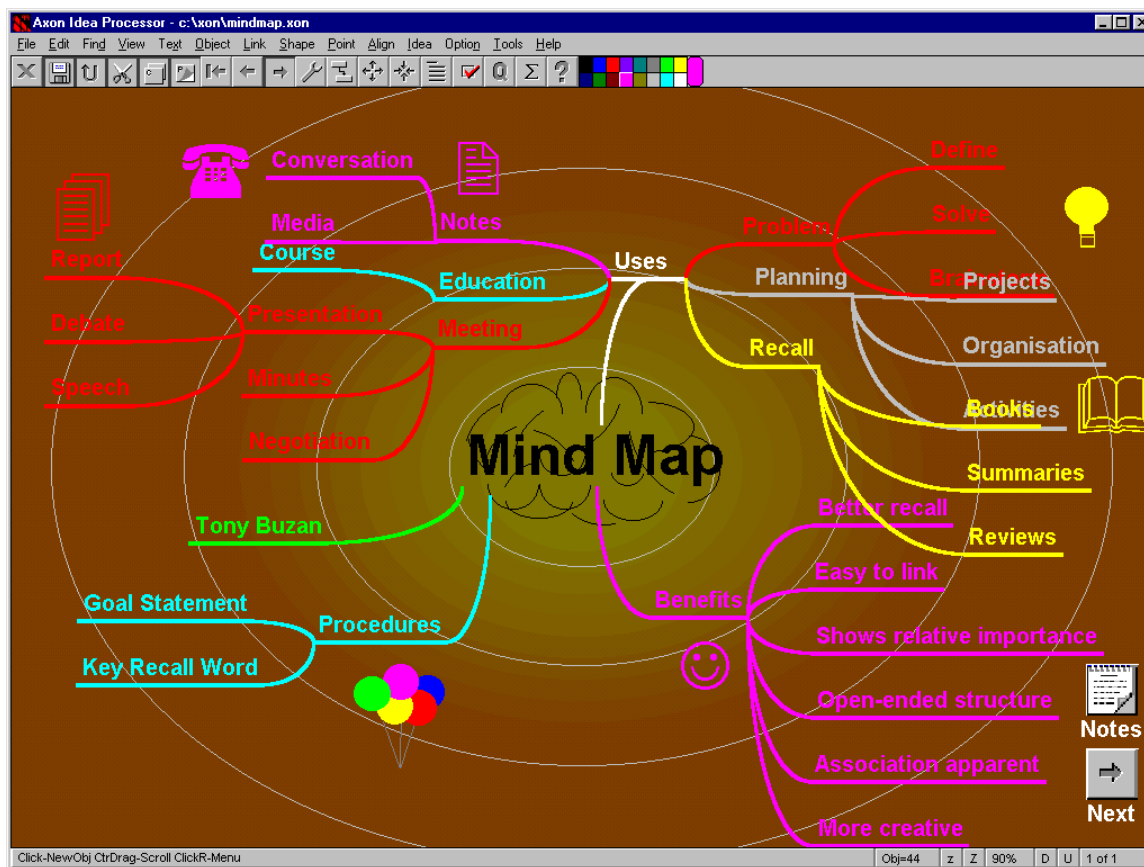 Axon Idea Processor - c:\xon\mindmap.xon
File Edit Find View Text Object Link Shape Point Align Idea Option Tools Help
Conversation
Media
Notes
Course
Education
Report
Debate
Speech
Presentation
Minutes
Negotiation
Meeting
Uses
Problem
Define
Solve
Planning
Projects
Organisation
Activities
Recall
Books
Summaries
Reviews
Mind Map
Tony Buzan
Goal Statement
Key Recall Word
Procedures
Benefits
Better recall
Easy to link
Shows relative importance
Open-ended structure
Association apparent
More creative
Notes
Next
Click-NewObj CtrDrag-Scroll ClickR-Menu
Obj=44 z Z 90% D U 1 of 1